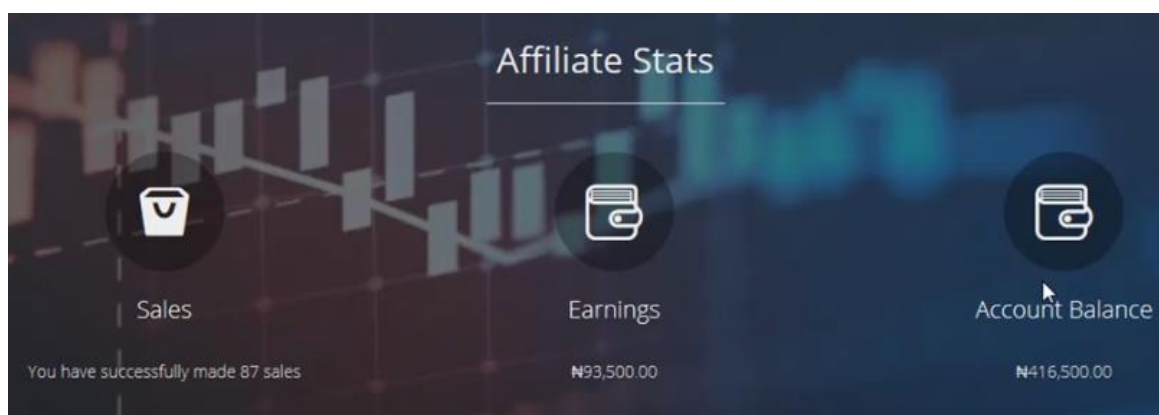 Affiliate Stats
Sales
Earnings
Account Balance
You have successfully made 87 sales
₦93,500.00
₦416,500.00